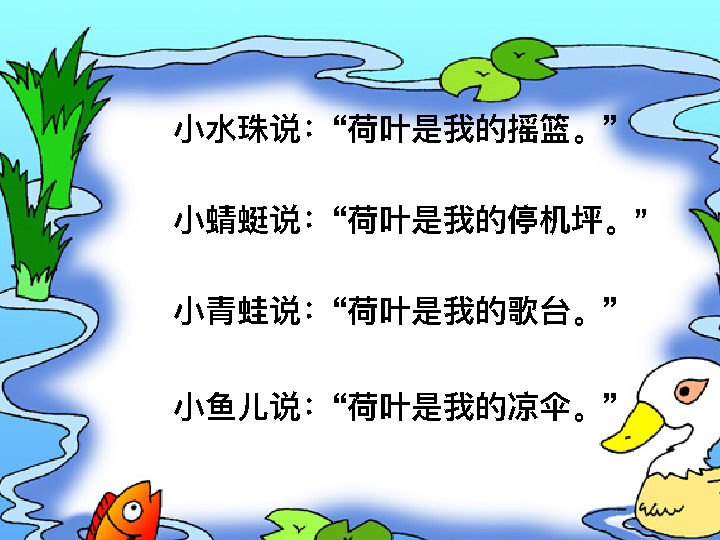 小水珠说：“荷叶是我的摇篮。”
小蜻蜓说：“荷叶是我的停机坪。”
小青蛙说：“荷叶是我的歌台。”
小鱼儿说：“荷叶是我的凉伞。”